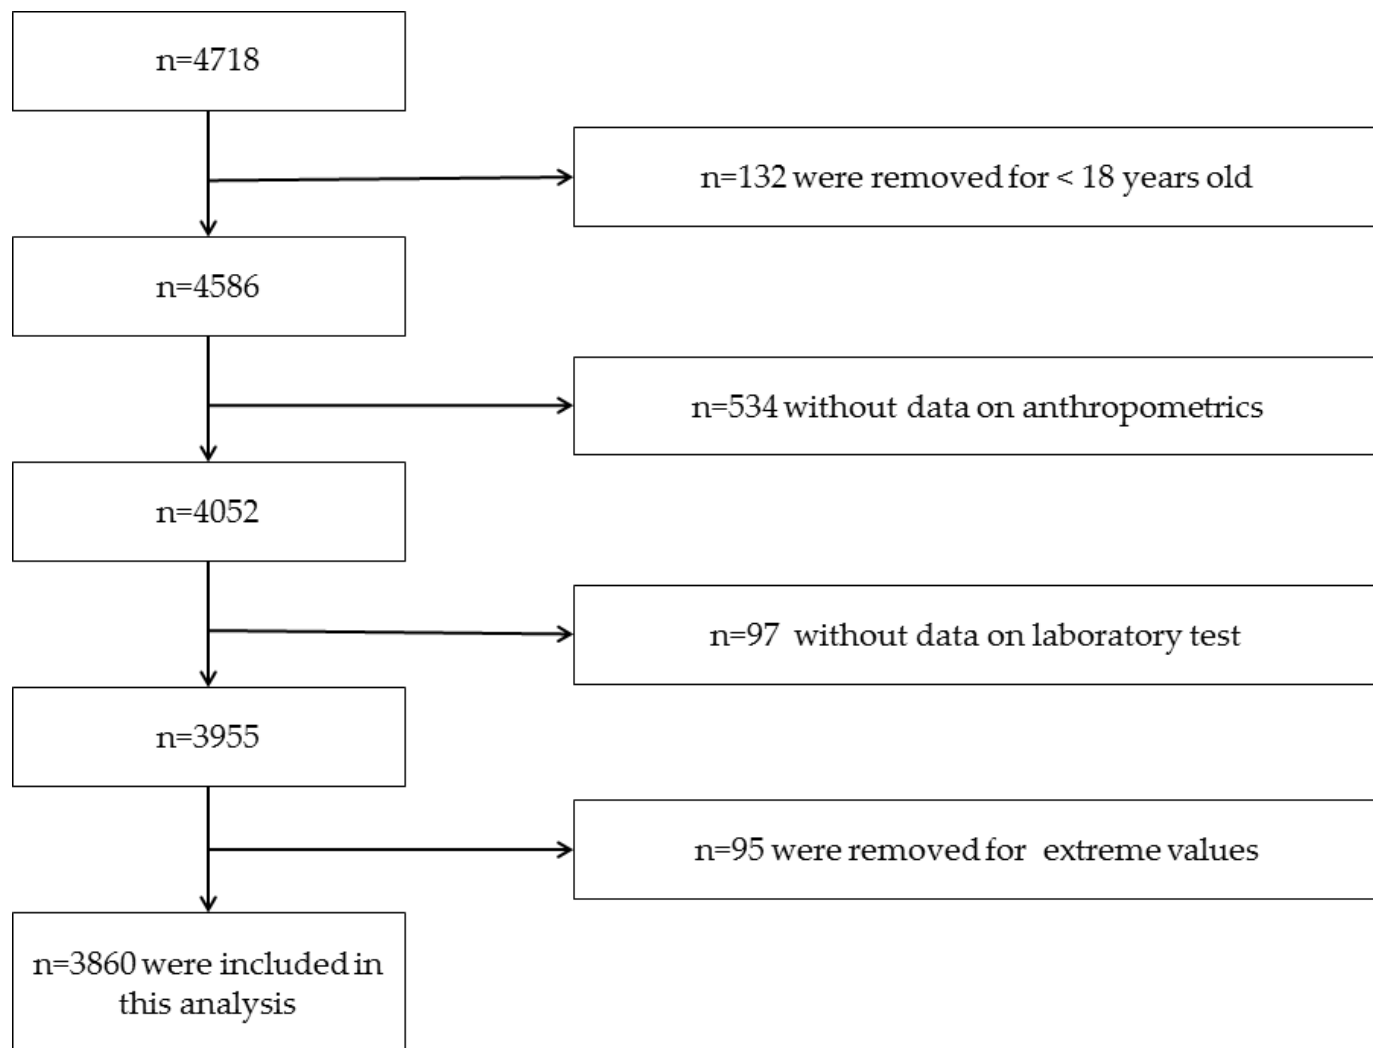 n=4718
n=132 were removed for < 18 years old
n=4586
n=534 without data on anthropometrics
n=4052
n=97 without data on laboratory test
n=3955
n=95 were removed for extreme values
n=3860 were included in
this analysis